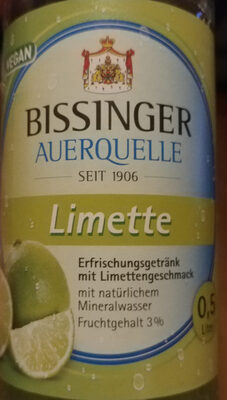 VEGAN
BISSINGER
AUERQUELLE
SEIT 1906
Limette
Erfrischungsgetränk
mit Limettengeschmack
mit natürlichem
Mineralwasser
Fruchtgehalt 3%
0,5
Liter